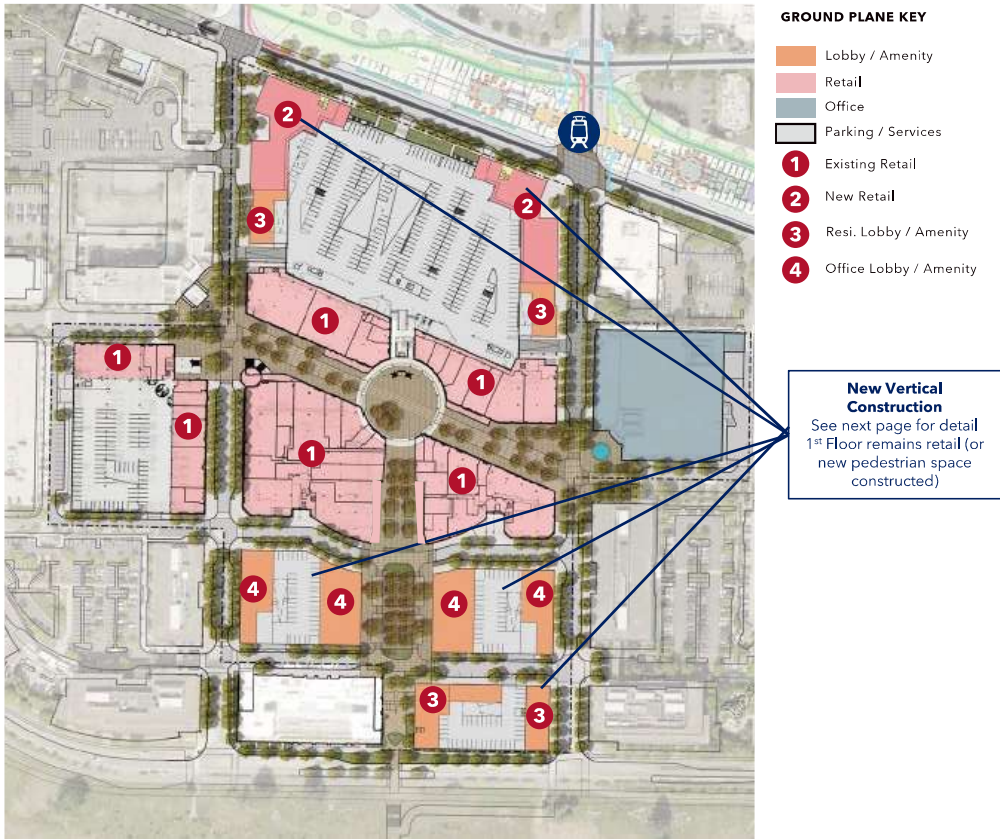 GROUND PLANE KEY
Lobby / Amenity
Retail
Office
Parking / Services
1 Existing Retail
2 New Retail
3 Resi. Lobby / Amenity
4 Office Lobby / Amenity
New Vertical
Construction
See next page for detail
1st Floor remains retail (or
new pedestrian space
constructed)
2
2
3
3
1
1
1
1
1
1
4
4
4
4
3
3